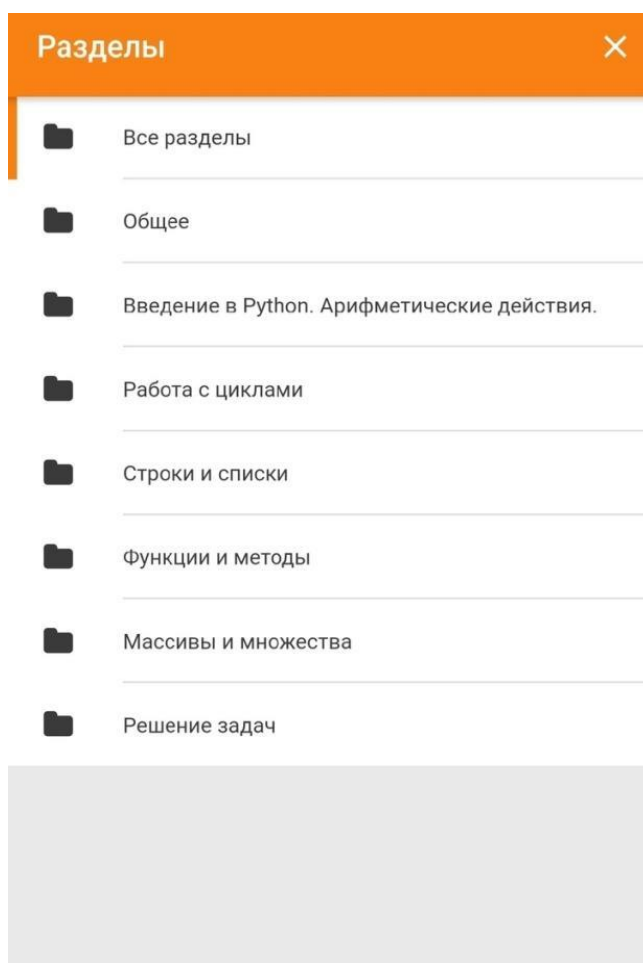 Разделы
Все разделы
Общее
Введение в Python. Арифметические действия.
Работа с циклами
Строки и списки
Функции и методы
Массивы и множества
Решение задач